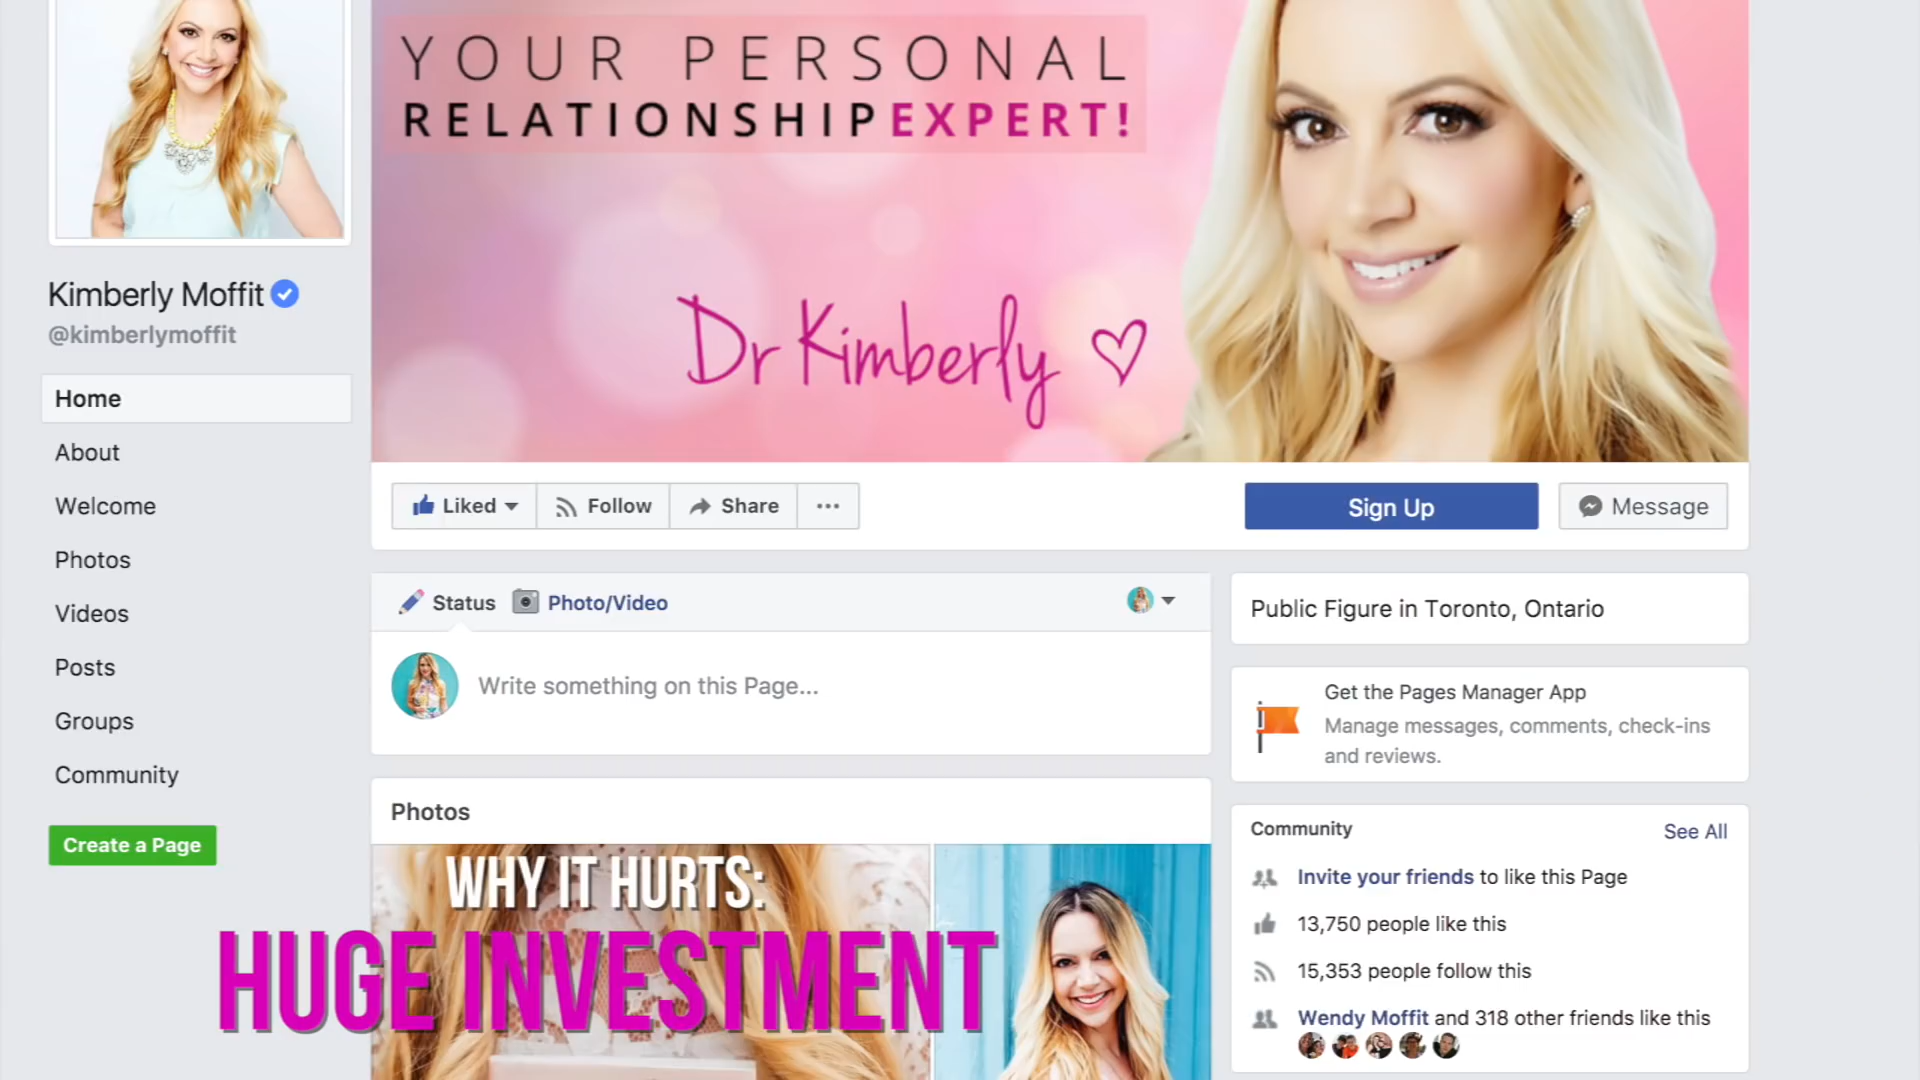 YOUR PERSONAL
RELATIONSHIP EXPERT!
Dr Kimberly
Kimberly Moffit
@kimberlymoffit
Home
About
Welcome
Photos
Videos
Posts
Groups
Community
Create a Page
Liked
Follow
Share
Sign Up
Message
Status
Photo/Video
Write something on this Page...
Photos
WHY IT HURTS:
HUGE INVESTMENT
Public Figure in Toronto, Ontario
Get the Pages Manager App
Manage messages, comments, check-ins
and reviews.
Community
See All
Invite your friends to like this Page
13,750 people like this
15,353 people follow this
Wendy Moffit and 318 other friends like this